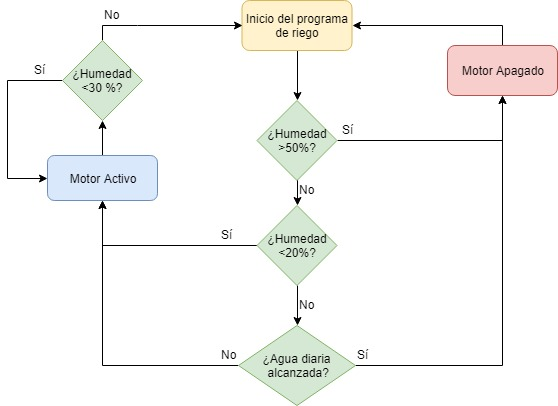 No
Inicio del programa
de riego
Sí
¿Humedad
<30 %?
Motor Apagado
¿Humedad
>50%?
Sí
Motor Activo
No
Sí
¿Humedad
<20%?
No
No
¿Agua diaria
alcanzada?
Sí